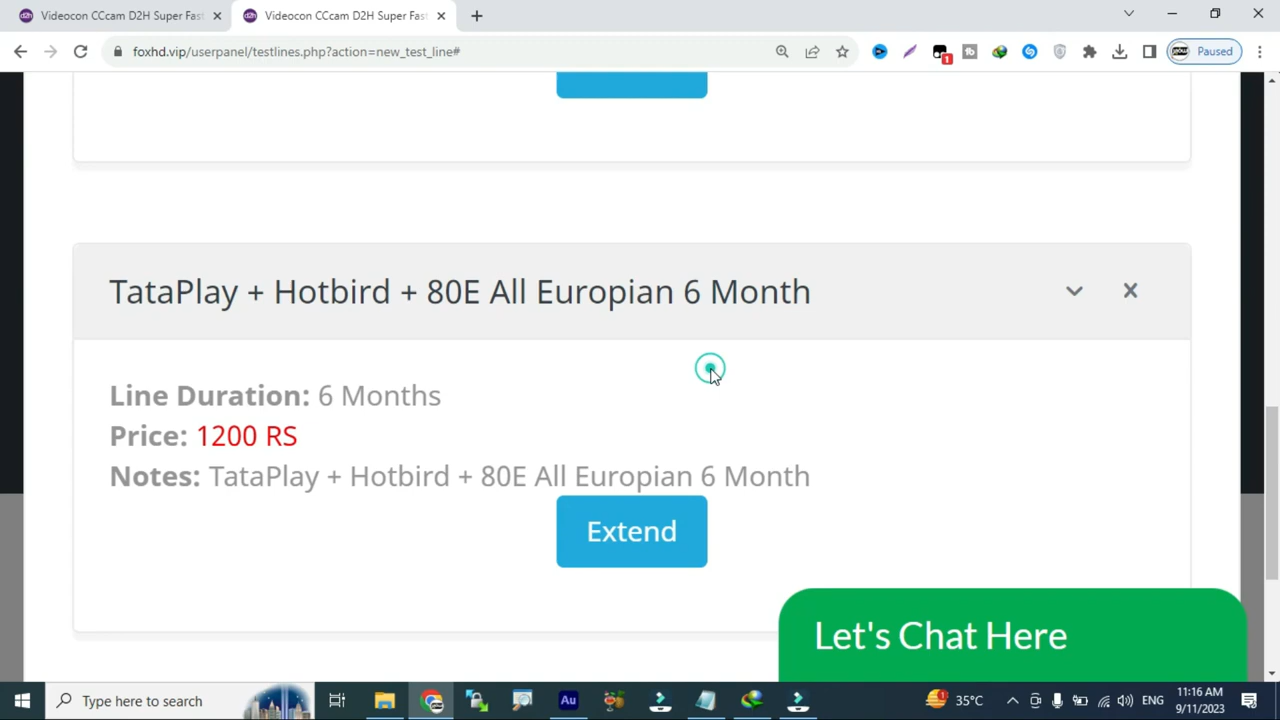 Videocon CCcam D2H Super Fast
Videocon CCcam D2H Super Fast
foxhd.vip/userpanel/testlines.php?action=new_test_line#
1
Paused
TataPlay + Hotbird + 80E All Europian 6 Month
Line Duration: 6 Months
Price: 1200 RS
Notes: TataPlay + Hotbird + 80E All Europian 6 Month
Extend
Let's Chat Here
Type here to search
Au
35°C
ENG
11:16 AM
9/11/2023